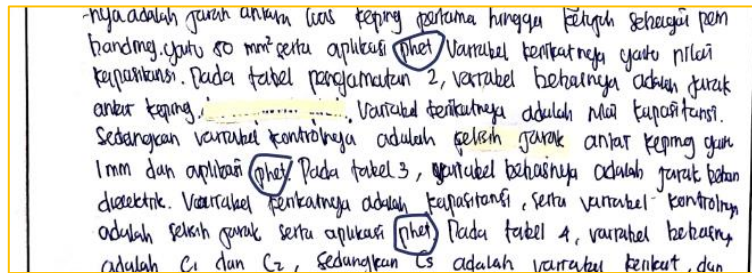 -nya adalah jarak antara luas keping pertama hingga ketujuh sebagai pem
banding. yaitu 50 mm² serta aplikasi phet Variabel terikatnya yaitu nilai
kapasitansi. Pada tabel pengamatan 2, variabel bebasnya adalah jarak
antar keping. Variabel terikatnya adalah nilai kapasitansi.
Sedangkan variabel kontrolnya adalah selisih jarak antar keping yaitu
1mm dan aplikasi phet. Pada tabel 3, variabel bebasnya adalah jarak bahan
dielektrik. Variabel terikatnya adalah kapasitansi, serta variabel kontrolnya
adalah selisih jarak serta aplikasi phet) Pada tabel 4, variabel bebasny
adalah C1 dan C2, Sedangkan Cs adalah variabel terikat, dan